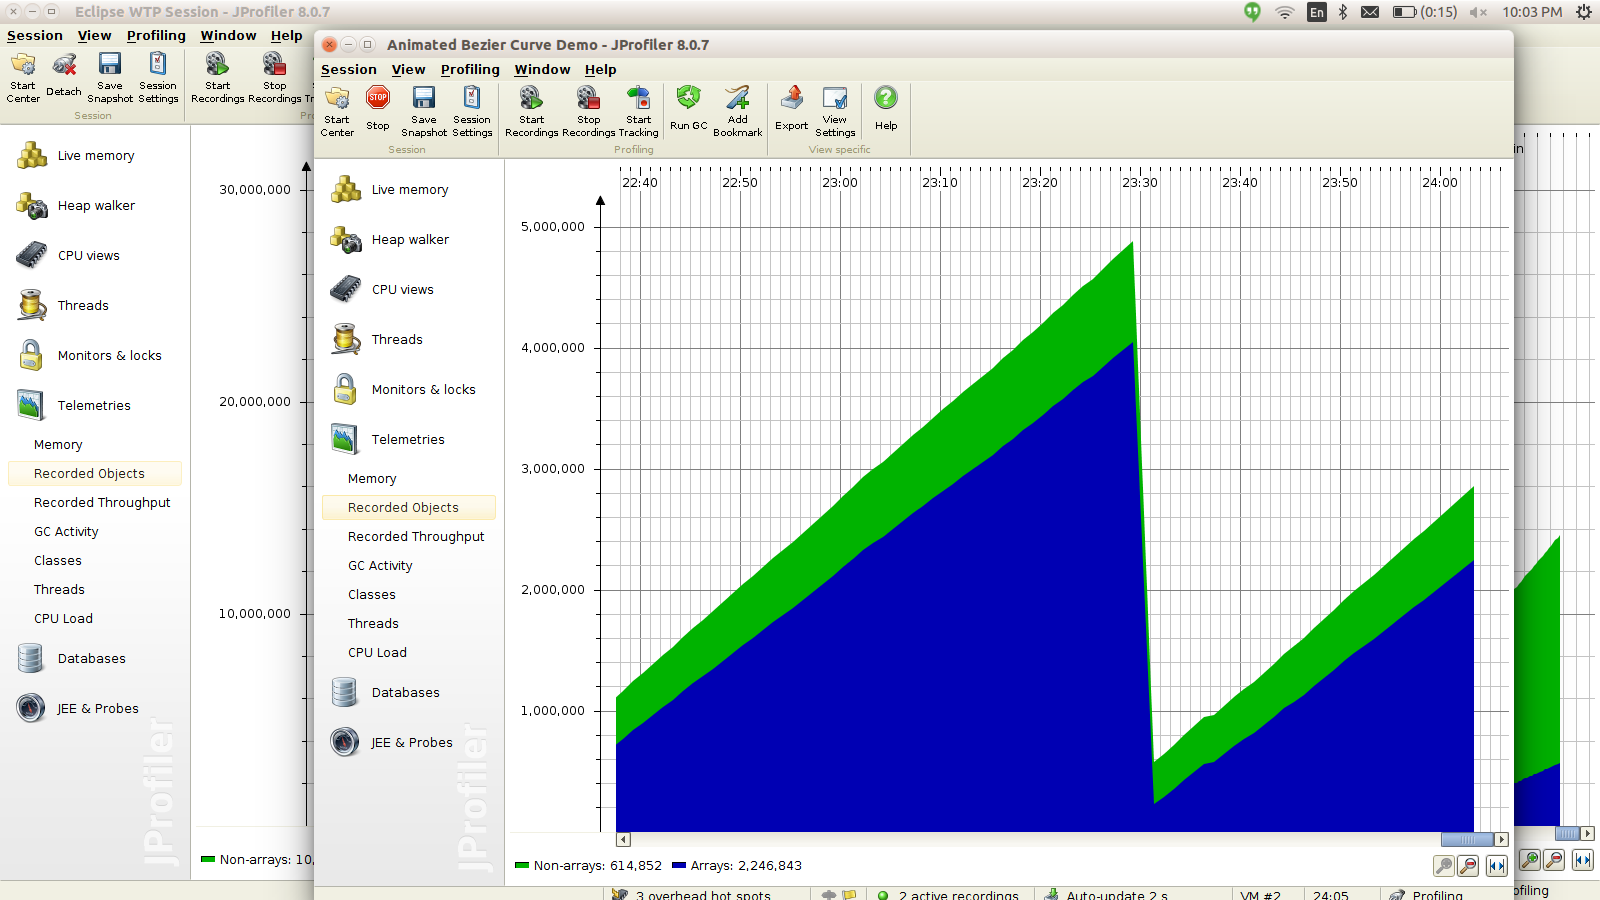 Eclipse WTP Session - JProfiler 8.0.7
En
(0:15)
10:03 PM
Session View Profiling Window Help
Start Center
Detach
Save Snapshot
Session Settings
Start Recordings
Stop Recordings
Session
Live memory
Heap walker
CPU views
Threads
Monitors & locks
Telemetries
Memory
Recorded Objects
Recorded Throughput
GC Activity
Classes
Threads
CPU Load
Databases
JEE & Probes
JProfiler
30,000,000
20,000,000
10,000,000
Non-arrays: 10,
Animated Bezier Curve Demo - JProfiler 8.0.7
Session View Profiling Window Help
Start Center
Stop
Save Snapshot
Session Settings
Start Recordings
Stop Recordings
Start Tracking
Run GC
Add Bookmark
Export
View Settings
Help
Session
Profiling
View specific
Live memory
Heap walker
CPU views
Threads
Monitors & locks
Telemetries
Memory
Recorded Objects
Recorded Throughput
GC Activity
Classes
Threads
CPU Load
Databases
JEE & Probes
JProfiler
22:40 22:50 23:00 23:10 23:20 23:30 23:40 23:50 24:00
5,000,000
4,000,000
3,000,000
2,000,000
1,000,000
Non-arrays: 614,852 Arrays: 2,246,843
3 overhead hot spots
2 active recordings
Auto-update 2 s
VM #2
24:05
Profiling